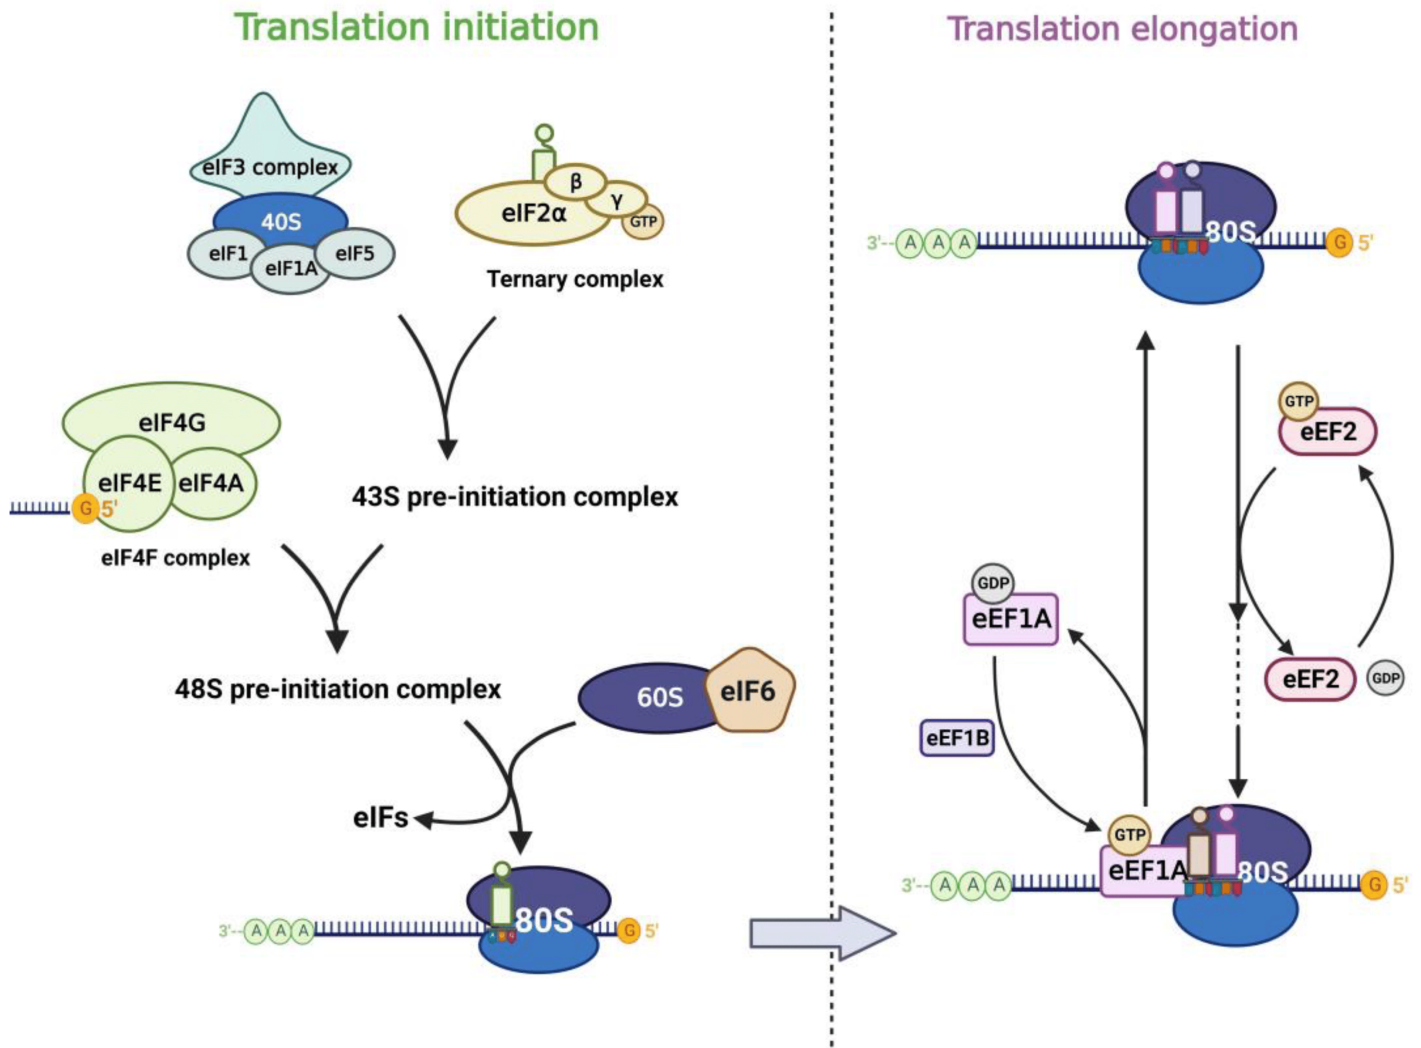 Translation initiation
eIF3 complex
40S
eIF1
eIF1A
eIF5
eIF2α
β
γ
GTP
Ternary complex
eIF4G
eIF4E
eIF4A
G 5'
eIF4F complex
43S pre-initiation complex
48S pre-initiation complex
60S
eIF6
eIFs
80S
3'-- A A A
A U G
G 5'
Translation elongation
80S
3'-- A A A
G 5'
GTP
eEF2
GDP
eEF1A
eEF2
GDP
eEF1B
GTP
eEF1A
80S
3'-- A A A
G 5'